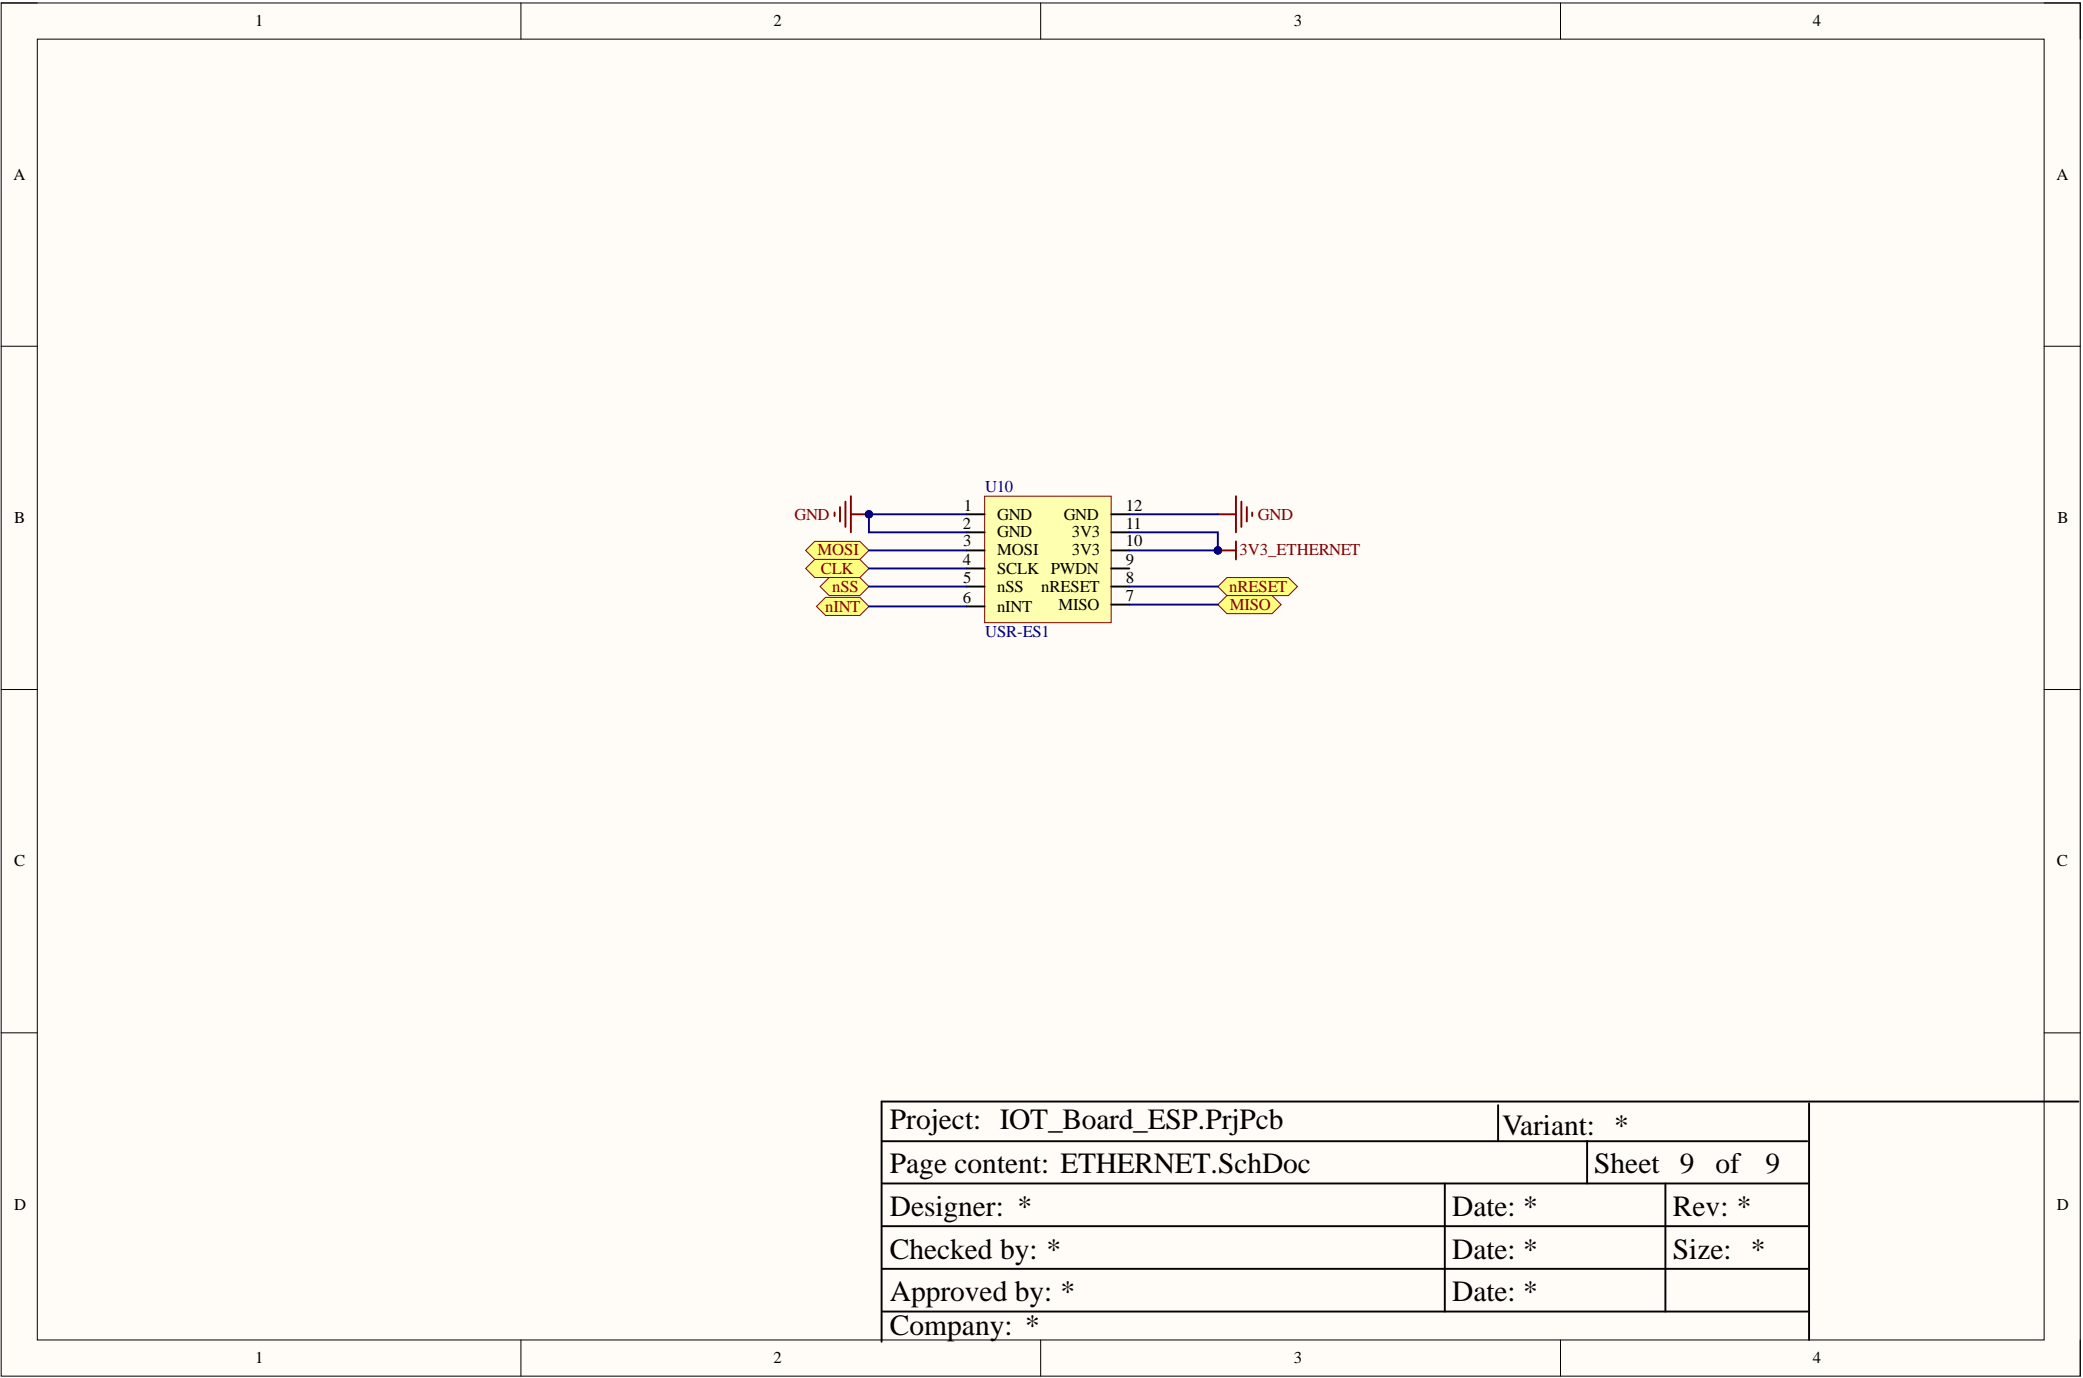 1 2 3 4
A A
U10
GND 1 GND GND 12 GND
2 GND 3V3 11
MOSI 3 MOSI 3V3 10 3V3_ETHERNET
CLK 4 SCLK PWDN 9
nSS 5 nSS nRESET 8 nRESET
nINT 6 nINT MISO 7 MISO
USR-ES1
B B
C C
Project: IOT_Board_ESP.PrjPcb Variant: *
Page content: ETHERNET.SchDoc Sheet 9 of 9
Designer: * Date: * Rev: *
D D
Checked by: * Date: * Size: *
Approved by: * Date: *
Company: *
1 2 3 4